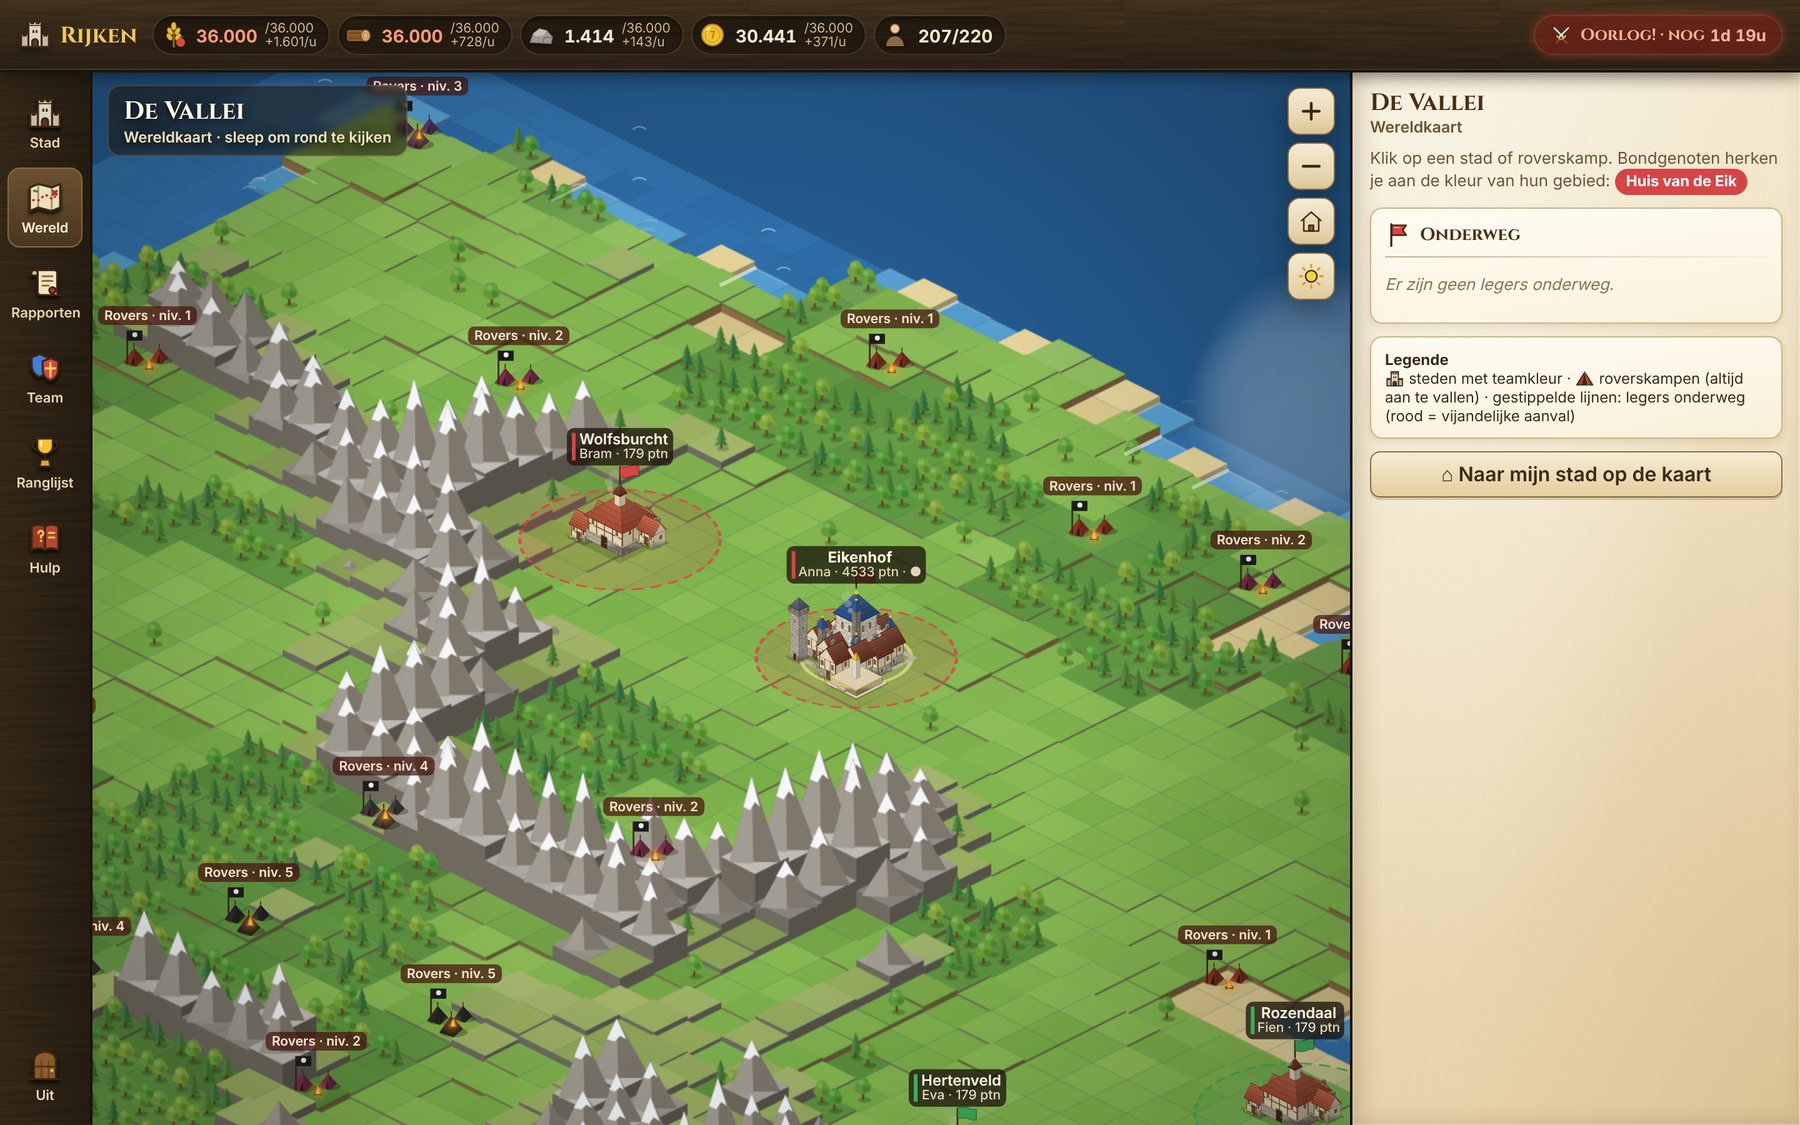 RIJKEN
36.000 /36.000 +1.601/u
36.000 /36.000 +728/u
1.414 /36.000 +143/u
30.441 /36.000 +371/u
207/220
OORLOG! · NOG 1d 19u
Stad
Wereld
Rapporten
Team
Ranglijst
Hulp
Uit
DE VALLEI
Wereldkaart · sleep om rond te kijken
Rovers · niv. 3
Rovers · niv. 1
Rovers · niv. 2
Rovers · niv. 1
Wolfsburcht
Bram · 179 ptn
Rovers · niv. 1
Rovers · niv. 2
Eikenhof
Anna · 4533 ptn ·
Rove
Rovers · niv. 4
Rovers · niv. 2
Rovers · niv. 5
niv. 4
Rovers · niv. 1
Rovers · niv. 5
Rozendaal
Fien · 179 ptn
Rovers · niv. 2
Hertenveld
Eva · 179 ptn
DE VALLEI
Wereldkaart
Klik op een stad of roverskamp. Bondgenoten herken
je aan de kleur van hun gebied: Huis van de Eik
ONDERWEG
Er zijn geen legers onderweg.
Legende
steden met teamkleur · roverskampen (altijd
aan te vallen) · gestippelde lijnen: legers onderweg
(rood = vijandelijke aanval)
⌂ Naar mijn stad op de kaart